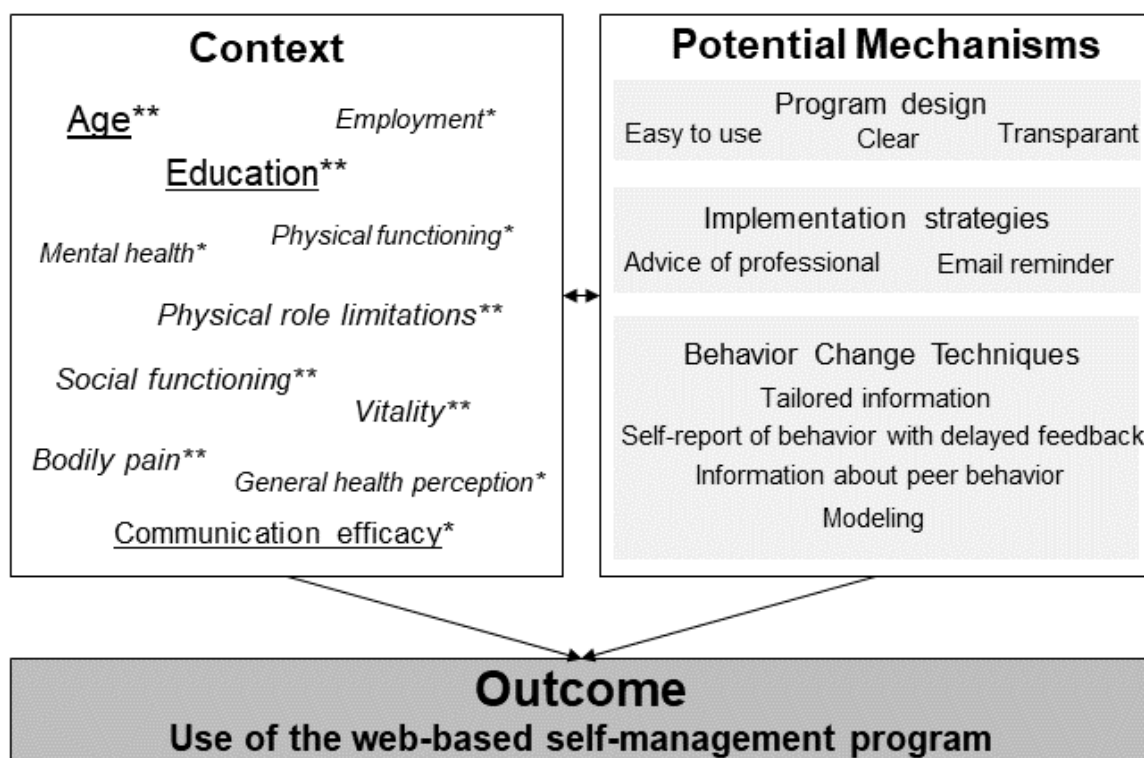 Context
Age**
Employment*
Education**
Mental health*
Physical functioning*
Physical role limitations**
Social functioning**
Vitality**
Bodily pain**
General health perception*
Communication efficacy*
Potential Mechanisms
Program design
Easy to use
Clear
Transparant
Implementation strategies
Advice of professional
Email reminder
Behavior Change Techniques
Tailored information
Self-report of behavior with delayed feedback
Information about peer behavior
Modeling
Outcome
Use of the web-based self-management program